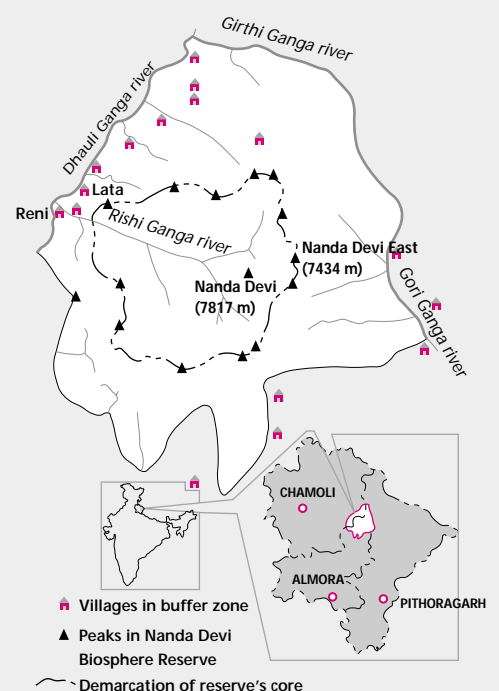 Girthi Ganga river
Dhauli Ganga river
Lata
Reni
Rishi Ganga river
Nanda Devi East
(7434 m)
Nanda Devi
(7817 m)
Gori Ganga river
CHAMOLI
ALMORA
PITHORAGARH
Villages in buffer zone
Peaks in Nanda Devi
Biosphere Reserve
Demarcation of reserve's core